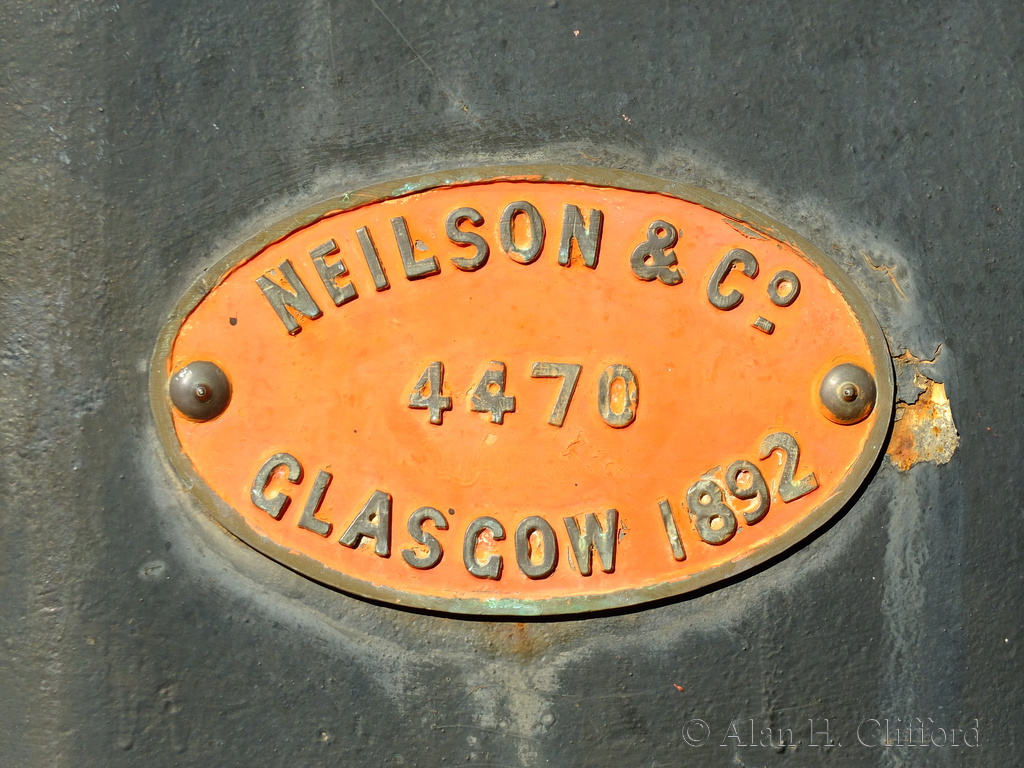 NEILSON & Cº
4470
GLASGOW 1892
© Alan H. Clifford